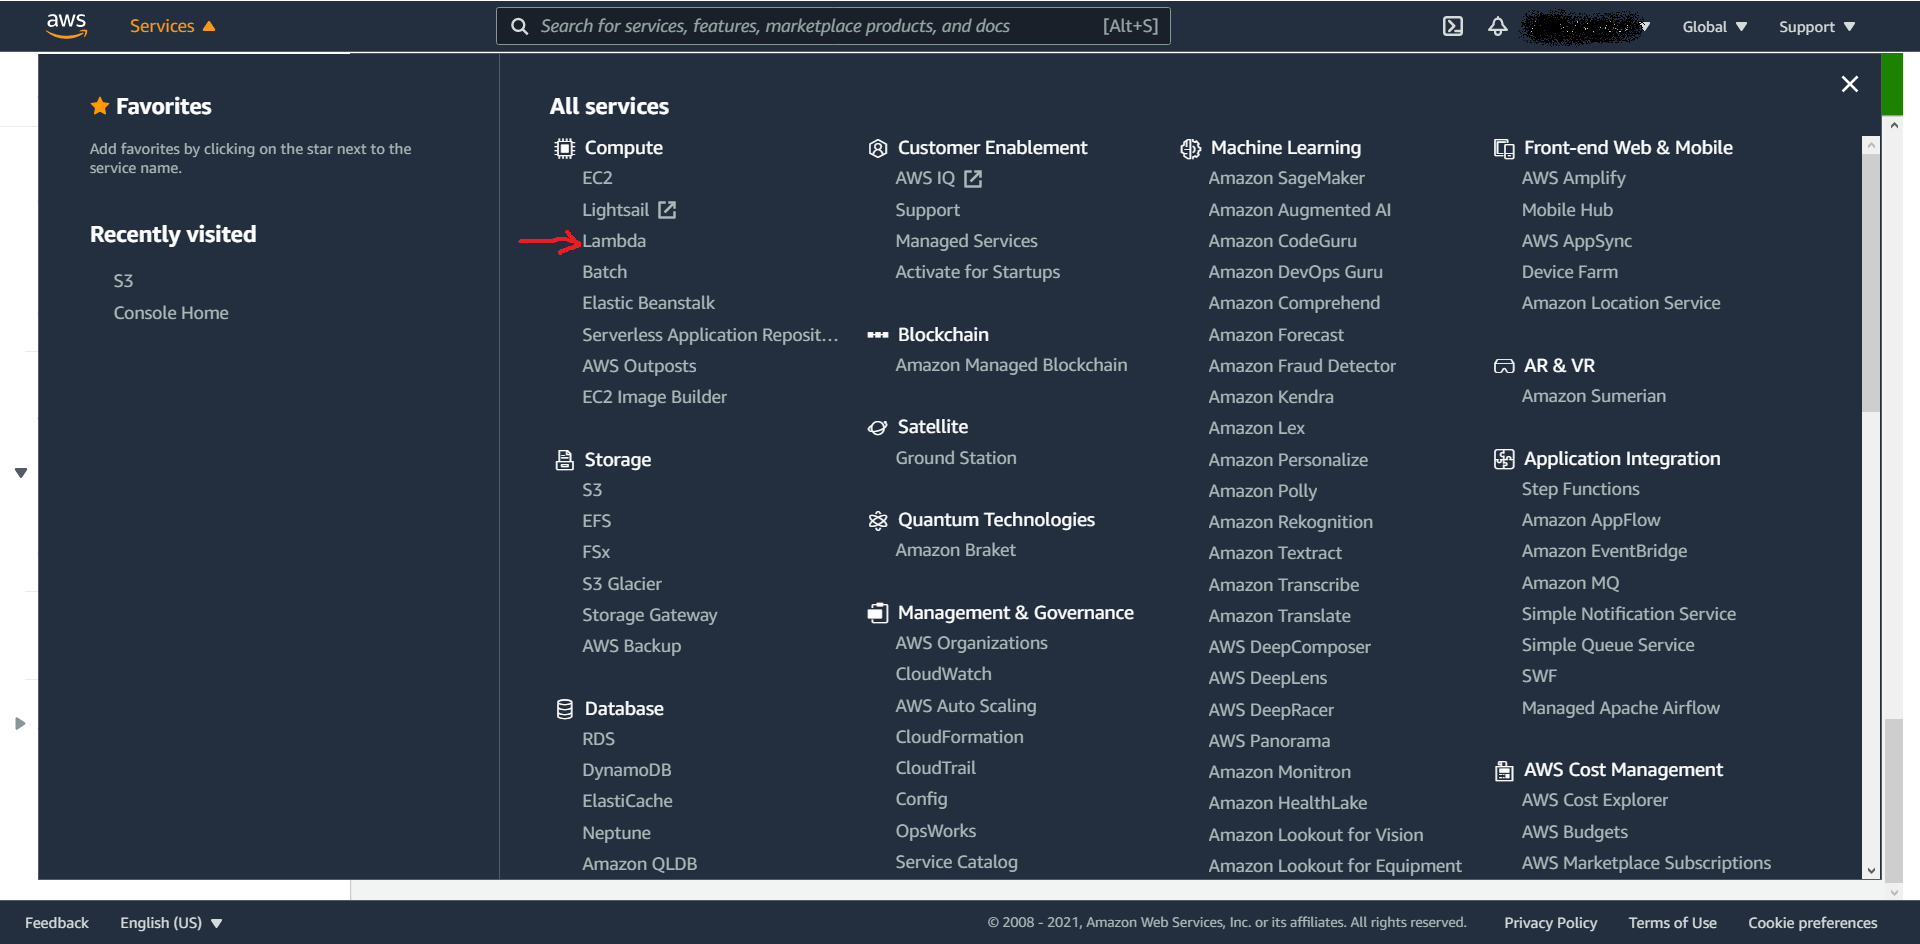 aws
Services
Search for services, features, marketplace products, and docs
[Alt+S]
Global
Support
Favorites
Add favorites by clicking on the star next to the
service name.
Recently visited
S3
Console Home
All services
Compute
EC2
Lightsail
Lambda
Batch
Elastic Beanstalk
Serverless Application Reposit...
AWS Outposts
EC2 Image Builder
Storage
S3
EFS
FSx
S3 Glacier
Storage Gateway
AWS Backup
Database
RDS
DynamoDB
ElastiCache
Neptune
Amazon QLDB
Customer Enablement
AWS IQ
Support
Managed Services
Activate for Startups
Blockchain
Amazon Managed Blockchain
Satellite
Ground Station
Quantum Technologies
Amazon Braket
Management & Governance
AWS Organizations
CloudWatch
AWS Auto Scaling
CloudFormation
CloudTrail
Config
OpsWorks
Service Catalog
Machine Learning
Amazon SageMaker
Amazon Augmented AI
Amazon CodeGuru
Amazon DevOps Guru
Amazon Comprehend
Amazon Forecast
Amazon Fraud Detector
Amazon Kendra
Amazon Lex
Amazon Personalize
Amazon Polly
Amazon Rekognition
Amazon Textract
Amazon Transcribe
Amazon Translate
AWS DeepComposer
AWS DeepLens
AWS DeepRacer
AWS Panorama
Amazon Monitron
Amazon HealthLake
Amazon Lookout for Vision
Amazon Lookout for Equipment
Front-end Web & Mobile
AWS Amplify
Mobile Hub
AWS AppSync
Device Farm
Amazon Location Service
AR & VR
Amazon Sumerian
Application Integration
Step Functions
Amazon AppFlow
Amazon EventBridge
Amazon MQ
Simple Notification Service
Simple Queue Service
SWF
Managed Apache Airflow
AWS Cost Management
AWS Cost Explorer
AWS Budgets
AWS Marketplace Subscriptions
Feedback
English (US)
© 2008 - 2021, Amazon Web Services, Inc. or its affiliates. All rights reserved.
Privacy Policy
Terms of Use
Cookie preferences